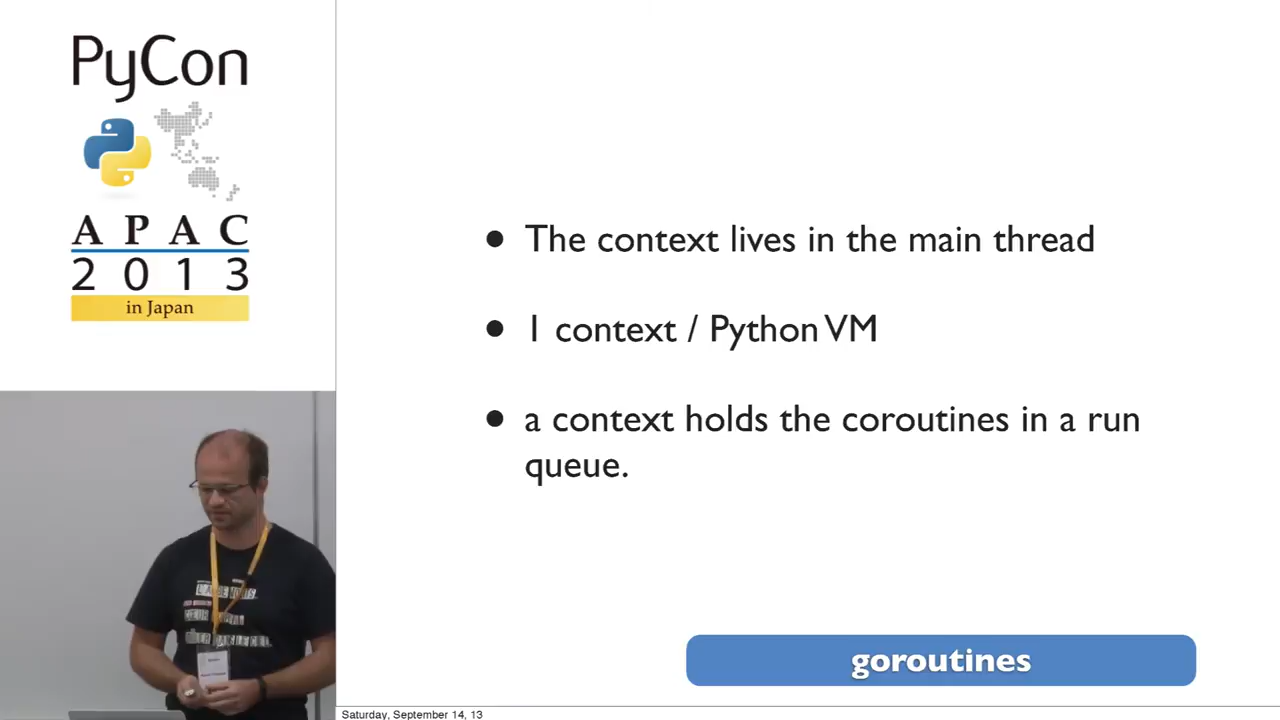 PyCon
APAC
2013
in Japan
• The context lives in the main thread
• 1 context / Python VM
• a context holds the coroutines in a run
queue.
goroutines
Saturday, September 14, 13